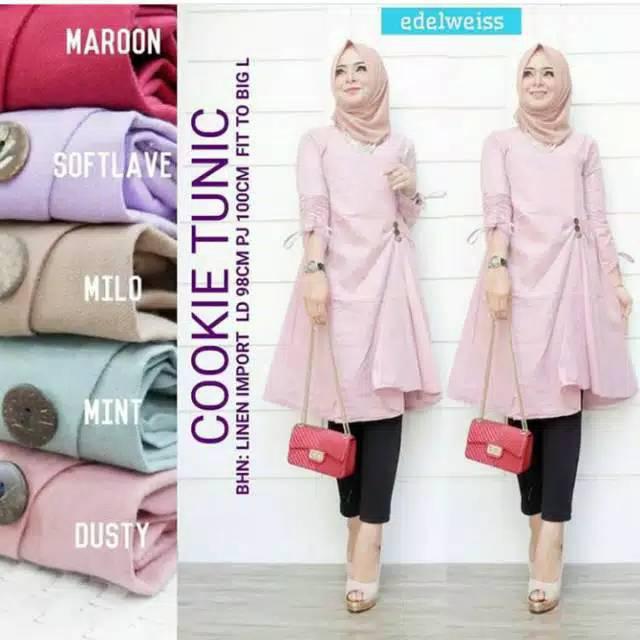 edelweiss
MAROON
SOFTLAVE
MILO
MINT
DUSTY
COOKIE TUNIC
BHN: LINEN IMPORT LD 98CM PJ 100CM FIT TO BIG L